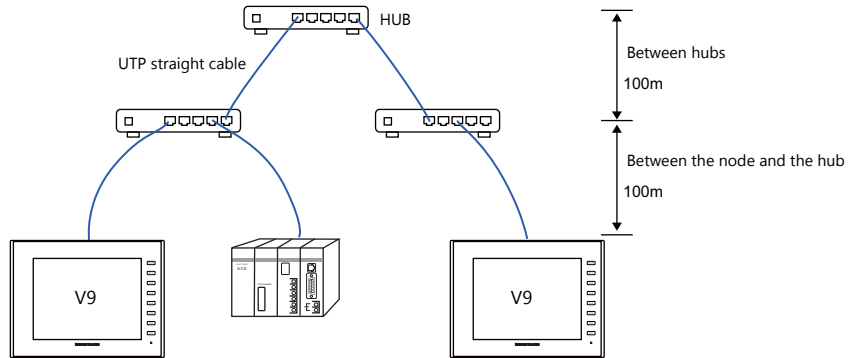 HUB
UTP straight cable
Between hubs
100m
Between the node and the hub
100m
V9
V9